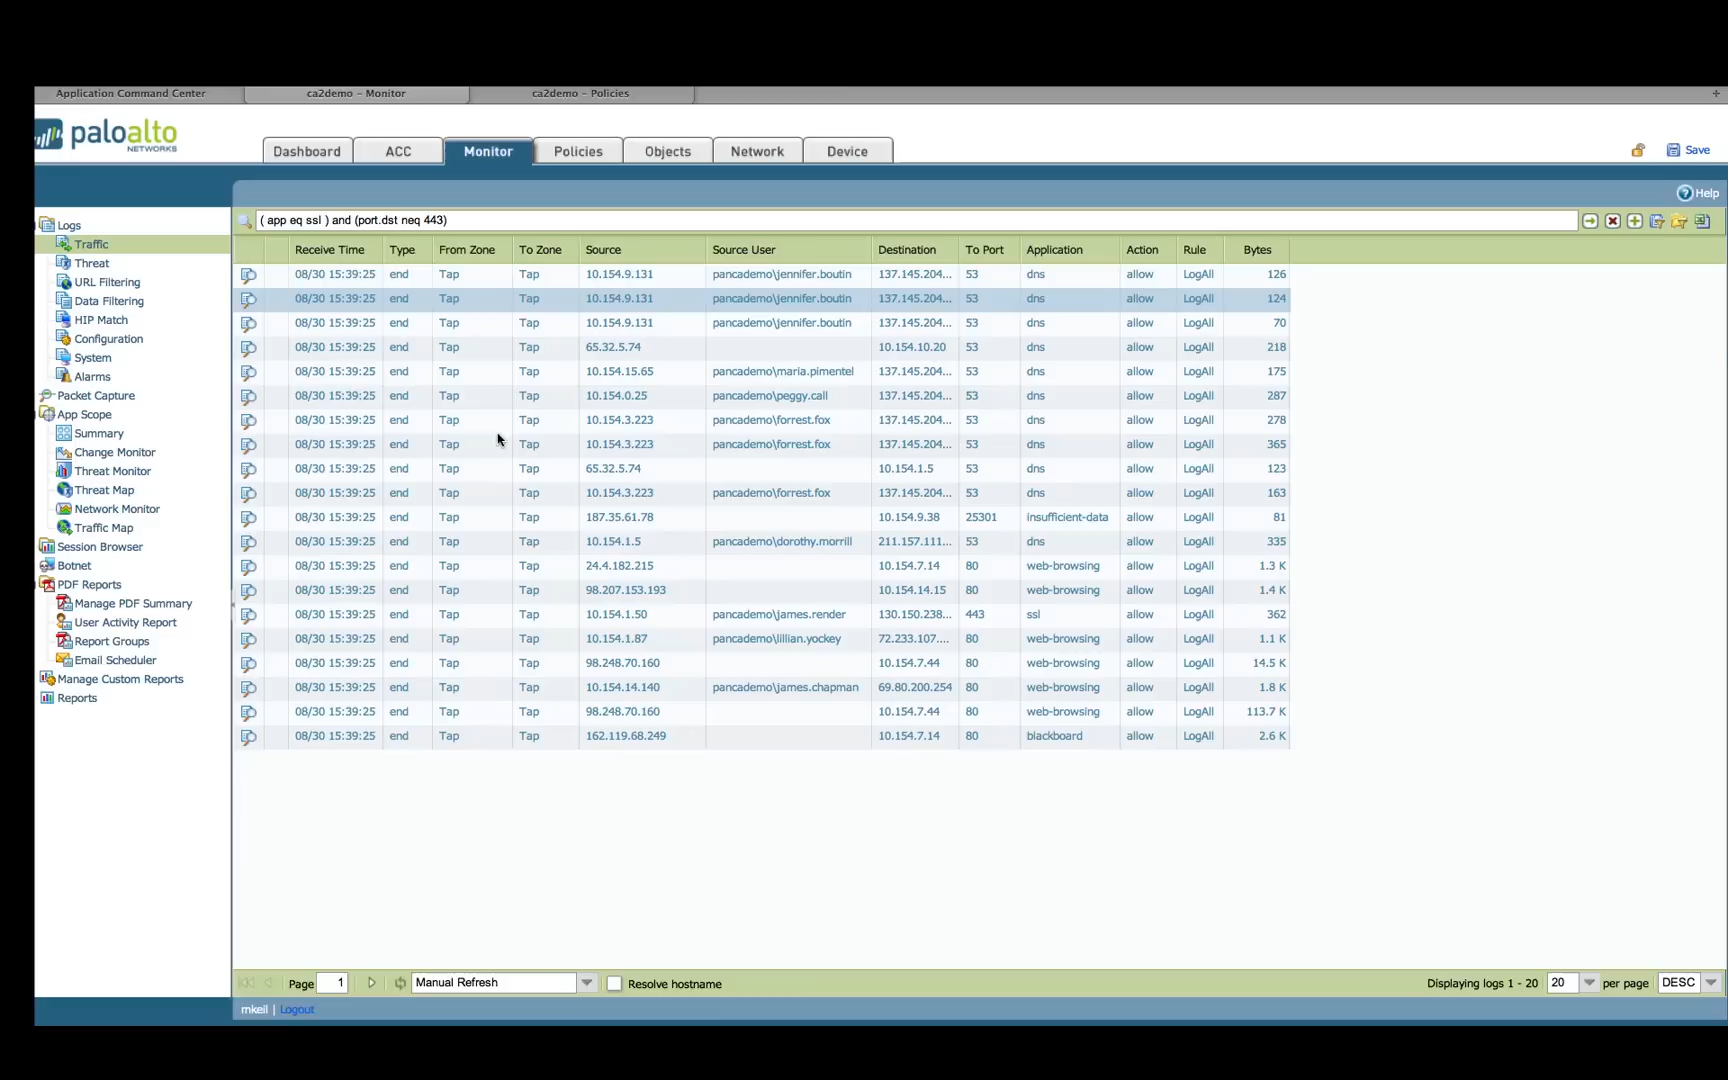 Application Command Center ca2demo – Monitor ca2demo – Policies +
paloalto
NETWORKS
Dashboard ACC Monitor Policies Objects Network Device Save
Help
( app eq ssl ) and (port.dst neq 443)
Logs
Traffic
Threat
URL Filtering
Data Filtering
HIP Match
Configuration
System
Alarms
Packet Capture
App Scope
Summary
Change Monitor
Threat Monitor
Threat Map
Network Monitor
Traffic Map
Session Browser
Botnet
PDF Reports
Manage PDF Summary
User Activity Report
Report Groups
Email Scheduler
Manage Custom Reports
Reports
Receive Time Type From Zone To Zone Source Source User Destination To Port Application Action Rule Bytes
08/30 15:39:25 end Tap Tap 10.154.9.131 pancademo\jennifer.boutin 137.145.204... 53 dns allow LogAll 126
08/30 15:39:25 end Tap Tap 10.154.9.131 pancademo\jennifer.boutin 137.145.204... 53 dns allow LogAll 124
08/30 15:39:25 end Tap Tap 10.154.9.131 pancademo\jennifer.boutin 137.145.204... 53 dns allow LogAll 70
08/30 15:39:25 end Tap Tap 65.32.5.74 10.154.10.20 53 dns allow LogAll 218
08/30 15:39:25 end Tap Tap 10.154.15.65 pancademo\maria.pimentel 137.145.204... 53 dns allow LogAll 175
08/30 15:39:25 end Tap Tap 10.154.0.25 pancademo\peggy.call 137.145.204... 53 dns allow LogAll 287
08/30 15:39:25 end Tap Tap 10.154.3.223 pancademo\forrest.fox 137.145.204... 53 dns allow LogAll 278
08/30 15:39:25 end Tap Tap 10.154.3.223 pancademo\forrest.fox 137.145.204... 53 dns allow LogAll 365
08/30 15:39:25 end Tap Tap 65.32.5.74 10.154.1.5 53 dns allow LogAll 123
08/30 15:39:25 end Tap Tap 10.154.3.223 pancademo\forrest.fox 137.145.204... 53 dns allow LogAll 163
08/30 15:39:25 end Tap Tap 187.35.61.78 10.154.9.38 25301 insufficient-data allow LogAll 81
08/30 15:39:25 end Tap Tap 10.154.1.5 pancademo\dorothy.morrill 211.157.111... 53 dns allow LogAll 335
08/30 15:39:25 end Tap Tap 24.4.182.215 10.154.7.14 80 web-browsing allow LogAll 1.3 K
08/30 15:39:25 end Tap Tap 98.207.153.193 10.154.14.15 80 web-browsing allow LogAll 1.4 K
08/30 15:39:25 end Tap Tap 10.154.1.50 pancademo\james.render 130.150.238... 443 ssl allow LogAll 362
08/30 15:39:25 end Tap Tap 10.154.1.87 pancademo\lillian.yockey 72.233.107.... 80 web-browsing allow LogAll 1.1 K
08/30 15:39:25 end Tap Tap 98.248.70.160 10.154.7.44 80 web-browsing allow LogAll 14.5 K
08/30 15:39:25 end Tap Tap 10.154.14.140 pancademo\james.chapman 69.80.200.254 80 web-browsing allow LogAll 1.8 K
08/30 15:39:25 end Tap Tap 98.248.70.160 10.154.7.44 80 web-browsing allow LogAll 113.7 K
08/30 15:39:25 end Tap Tap 162.119.68.249 10.154.7.14 80 blackboard allow LogAll 2.6 K
Page 1 Manual Refresh Resolve hostname Displaying logs 1 - 20 20 per page DESC
mkell | Logout